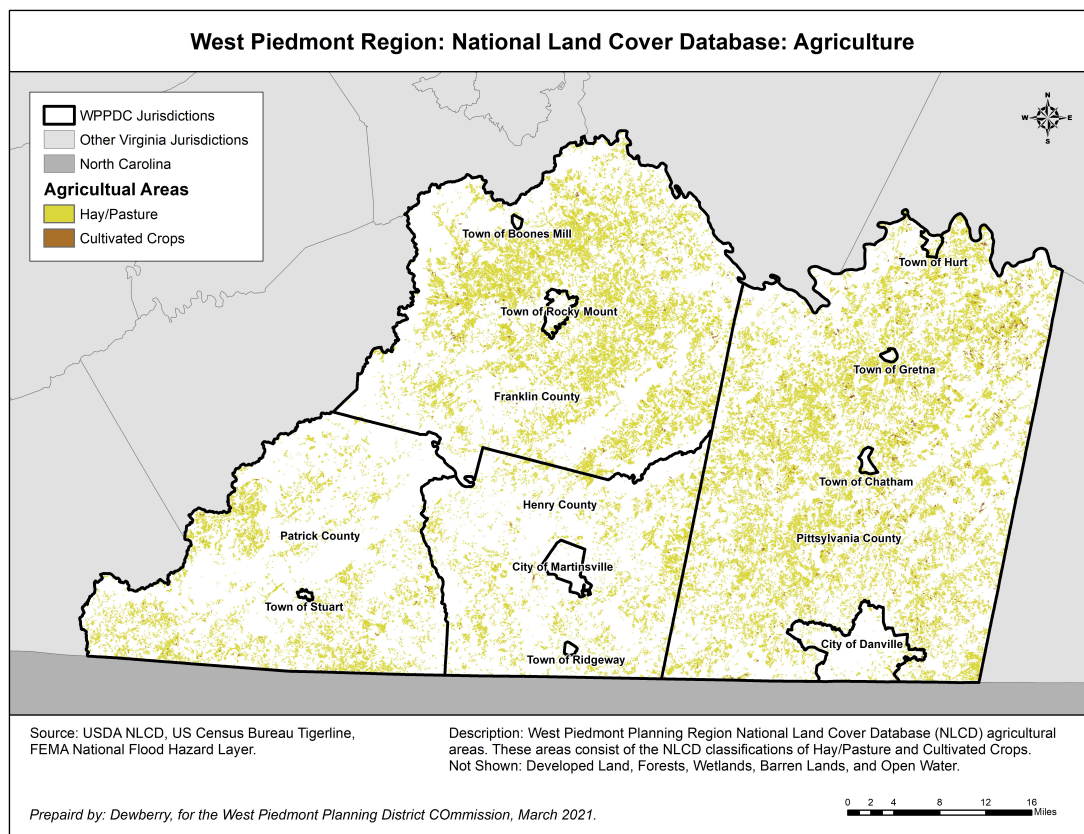 West Piedmont Region: National Land Cover Database: Agriculture
WPPDC Jurisdictions
Other Virginia Jurisdictions
North Carolina
Agricultual Areas
Hay/Pasture
Cultivated Crops
N
W
E
S
Town of Boones Mill
Town of Hurt
Town of Rocky Mount
Town of Gretna
Franklin County
Town of Chatham
Henry County
Patrick County
Pittsylvania County
City of Martinsville
Town of Stuart
City of Danville
Town of Ridgeway
Source: USDA NLCD, US Census Bureau Tigerline,
FEMA National Flood Hazard Layer.
Description: West Piedmont Planning Region National Land Cover Database (NLCD) agricultural
areas. These areas consist of the NLCD classifications of Hay/Pasture and Cultivated Crops.
Not Shown: Developed Land, Forests, Wetlands, Barren Lands, and Open Water.
Prepaird by: Dewberry, for the West Piedmont Planning District COmmission, March 2021.
0 2 4 8 12 16
Miles